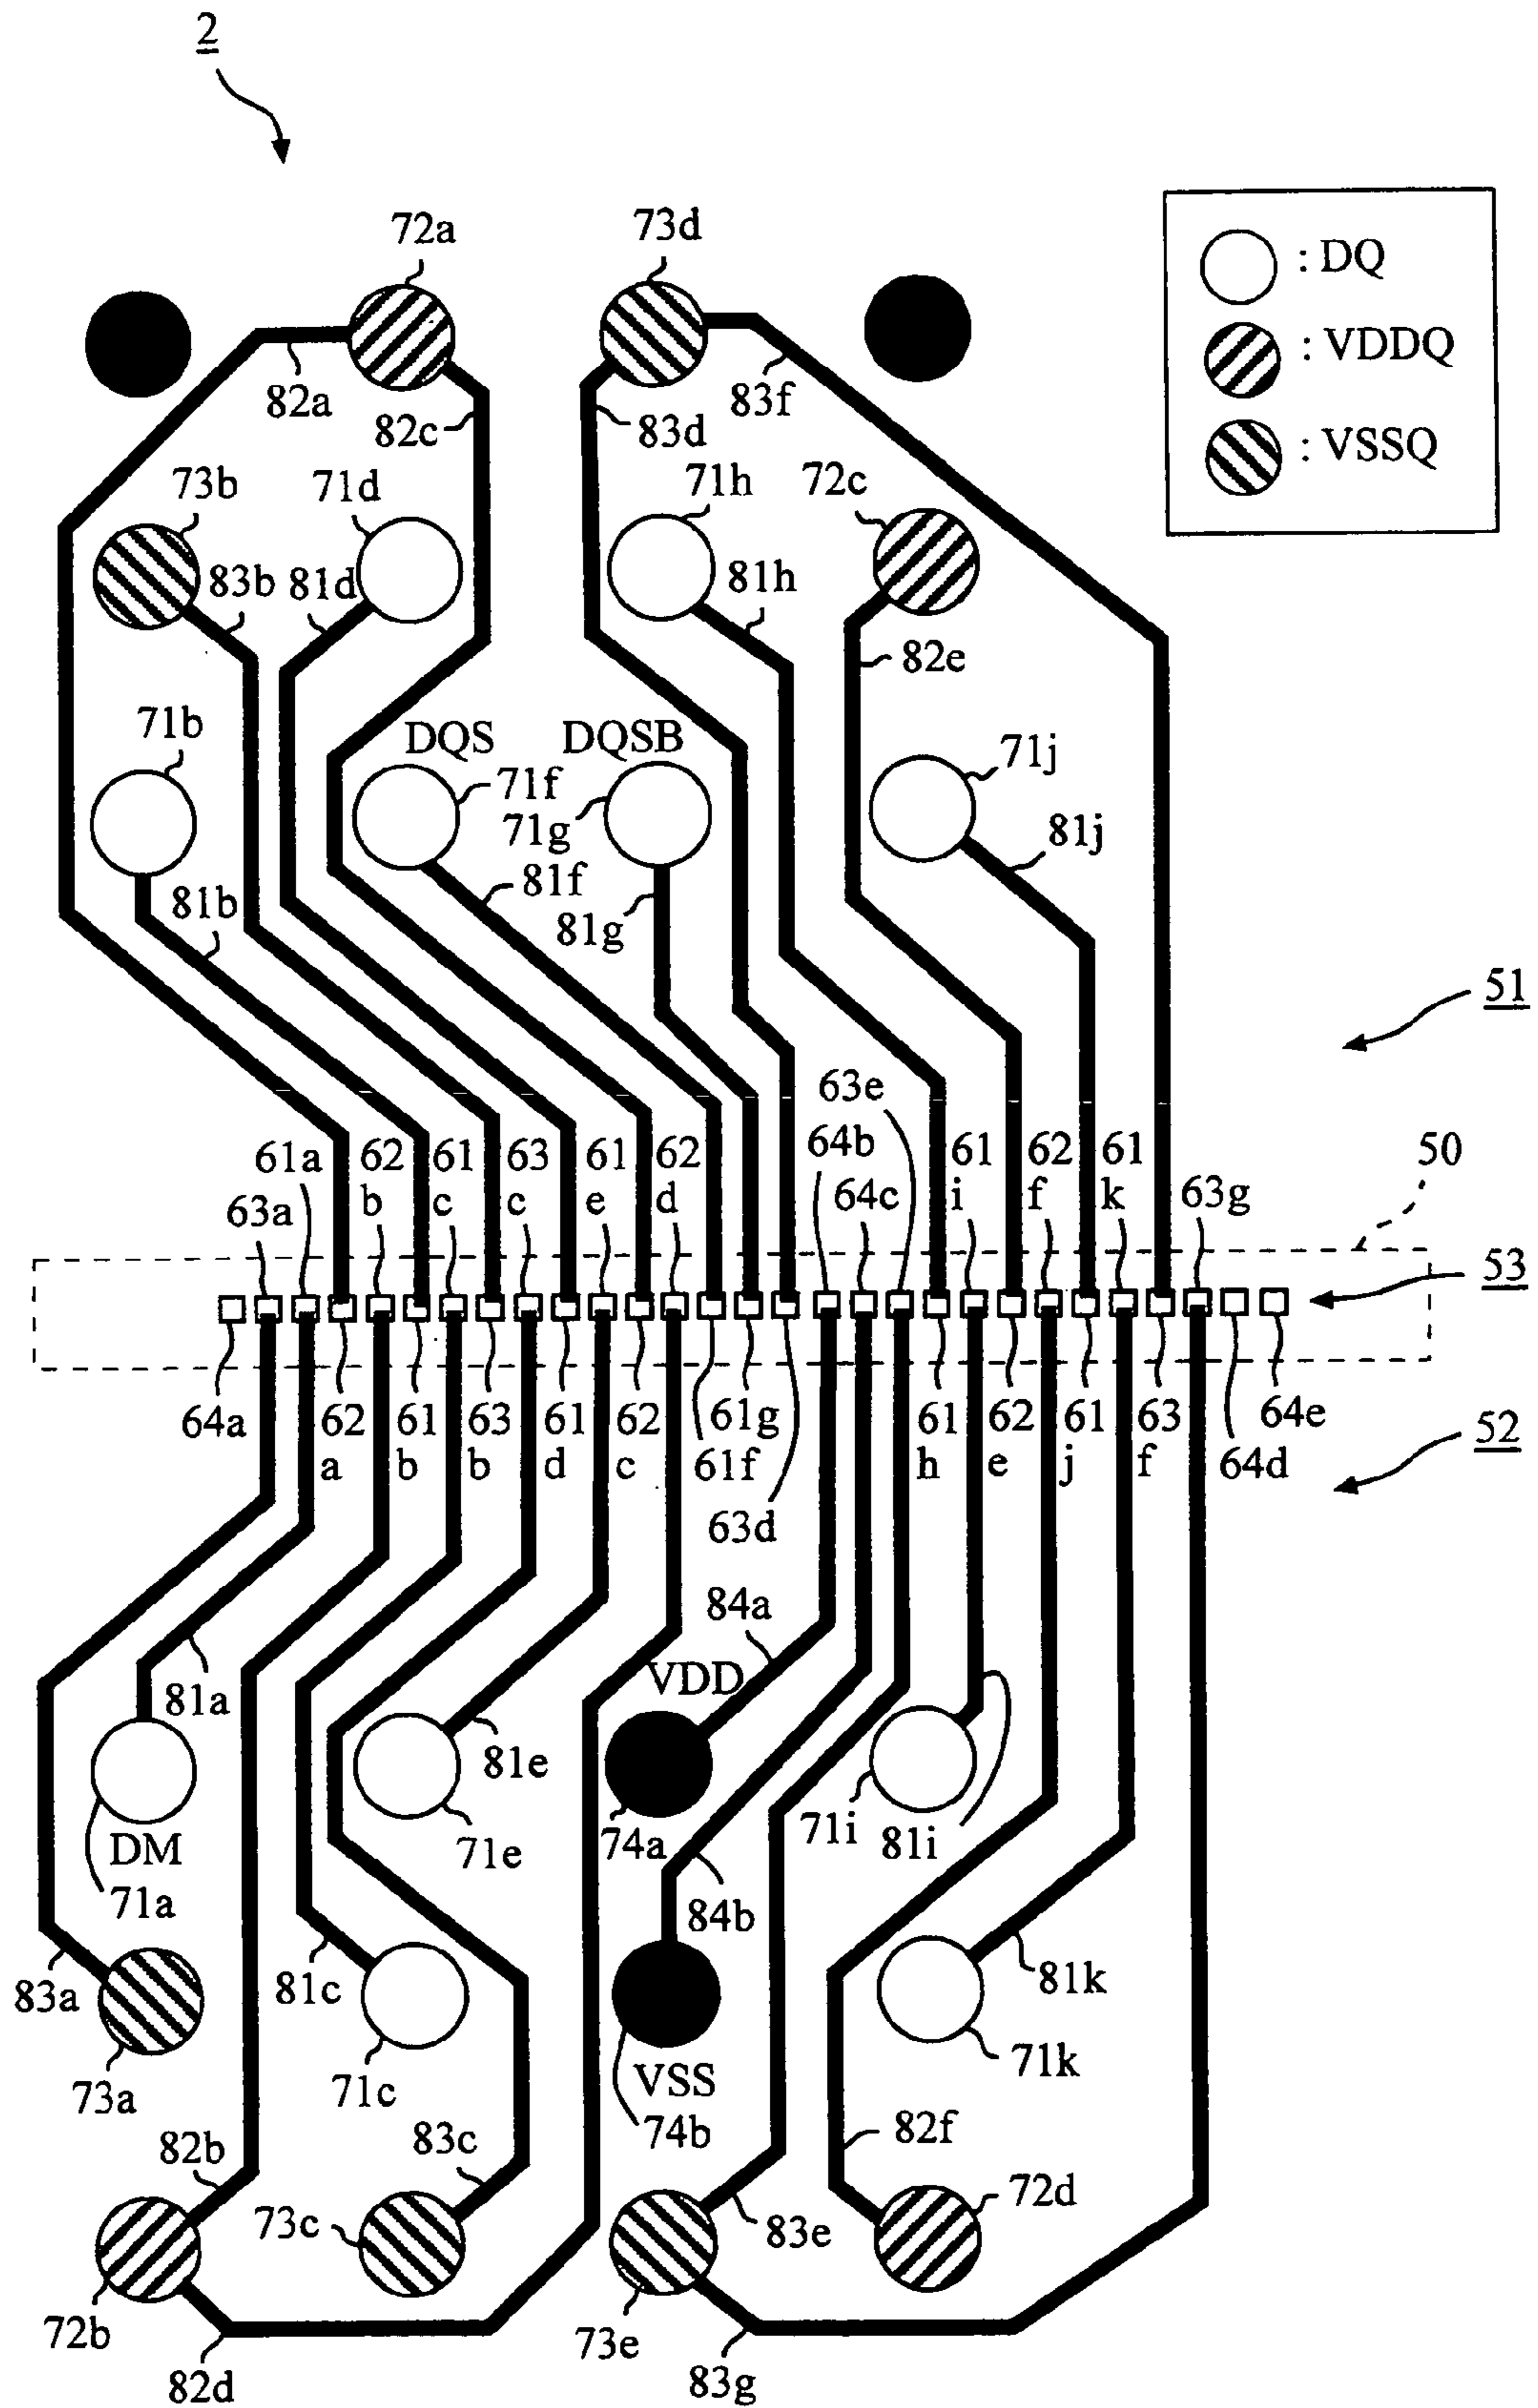 2
72a
73d
: DQ
: VDDQ
: VSSQ
82a
82c
83d
83f
73b
71d
71h
72c
83b
81d
81h
82e
71b
DQS
DQSB
71f
71g
71j
81b
81f
81g
81j
51
63e
64b
61a
62
b
61
c
63
c
61
e
62
d
64c
61
i
62
f
61
k
50
63a
63g
53
64a
62
a
61
b
63
b
61
d
62
c
61g
61f
63d
61
h
62
e
61
j
63
f
64d
64e
52
84a
VDD
81a
81e
DM
71a
71e
74a
71i
81i
84b
83a
81c
81k
73a
71c
VSS
74b
71k
82b
83c
82f
73c
72d
83e
72b
73e
82d
83g